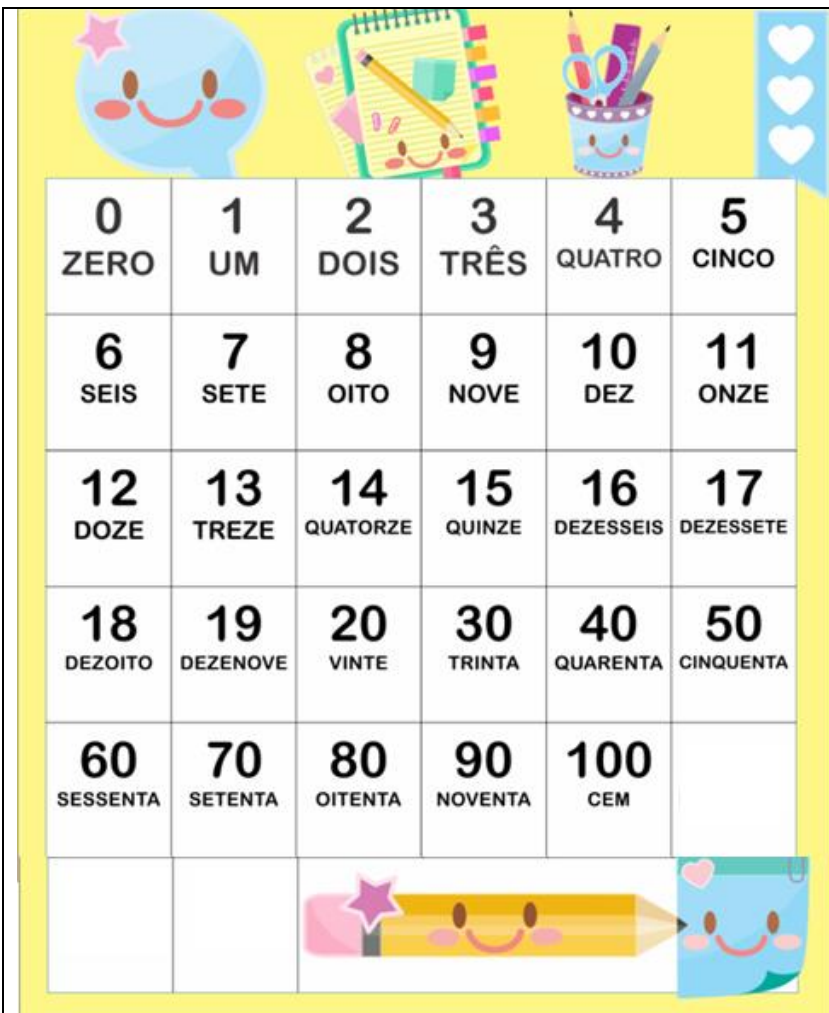 0 1 2 3 4 5
ZERO UM DOIS TRÊS QUATRO CINCO
6 7 8 9 10 11
SEIS SETE OITO NOVE DEZ ONZE
12 13 14 15 16 17
DOZE TREZE QUATORZE QUINZE DEZESSEIS DEZESSETE
18 19 20 30 40 50
DEZOITO DEZENOVE VINTE TRINTA QUARENTA CINQUENTA
60 70 80 90 100
SESSENTA SETENTA OITENTA NOVENTA CEM